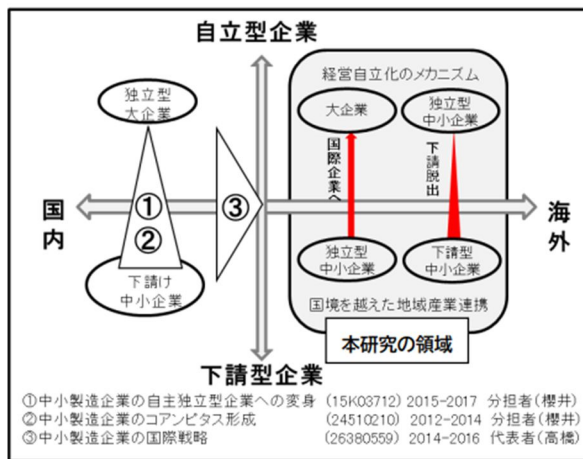 自立型企業
経営自立化のメカニズム
独立型
大企業
大企業
独立型
中小企業
国際企業へ
下請脱出
国内
①
②
③
海外
下請け
中小企業
独立型
中小企業
下請型
中小企業
国境を越えた地域産業連携
本研究の領域
下請型企業
①中小製造企業の自主独立型企業への変身 (15K03712) 2015-2017 分担者(櫻井)
②中小製造企業のコアンピタス形成 (24510210) 2012-2014 分担者(櫻井)
③中小製造企業の国際戦略 (26380559) 2014-2016 代表者(高橋)